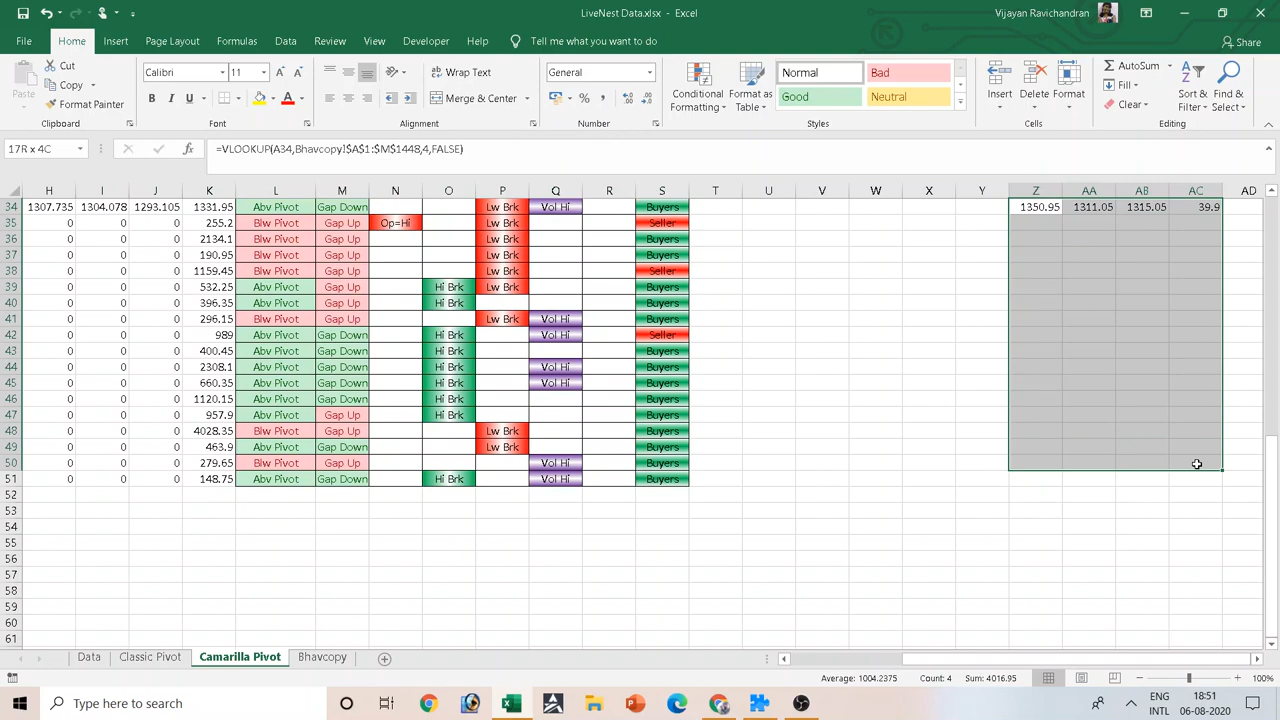 LiveNest Data.xlsx - Excel
Vijayan Ravichandran
File Home Insert Page Layout Formulas Data Review View Developer Help Tell me what you want to do Share
Cut Calibri 11 Wrap Text General Normal Bad AutoSum
Paste Copy Conditional Formatting Format as Table Insert Delete Format Fill Sort & Filter Find & Select
Format Painter B I U A Merge & Center % Good Neutral Clear
Clipboard Font Alignment Number Styles Cells Editing
17R x 4C fx =VLOOKUP(A34,Bhavcopy!$A$1:$M$1448,4,FALSE)
H I J K L M N O P Q R S T U V W X Y Z AA AB AC AD
34 1307.735 1304.078 1293.105 1331.95 Abv Pivot Gap Down Lw Brk Vol Hi Buyers 1350.95 1311.05 1315.05 39.9
35 0 0 0 255.2 Blw Pivot Gap Up Op=Hi Lw Brk Seller
36 0 0 0 2134.1 Blw Pivot Gap Up Lw Brk Buyers
37 0 0 0 190.95 Blw Pivot Gap Up Lw Brk Buyers
38 0 0 0 1159.45 Blw Pivot Gap Up Lw Brk Seller
39 0 0 0 532.25 Abv Pivot Gap Up Hi Brk Lw Brk Buyers
40 0 0 0 396.35 Abv Pivot Gap Up Hi Brk Buyers
41 0 0 0 296.15 Blw Pivot Gap Up Lw Brk Vol Hi Buyers
42 0 0 0 989 Abv Pivot Gap Down Hi Brk Vol Hi Seller
43 0 0 0 400.45 Abv Pivot Gap Down Hi Brk Buyers
44 0 0 0 2308.1 Abv Pivot Gap Down Hi Brk Vol Hi Buyers
45 0 0 0 660.35 Abv Pivot Gap Down Hi Brk Vol Hi Buyers
46 0 0 0 1120.15 Abv Pivot Gap Down Hi Brk Buyers
47 0 0 0 957.9 Abv Pivot Gap Up Hi Brk Buyers
48 0 0 0 4028.35 Blw Pivot Gap Up Lw Brk Buyers
49 0 0 0 463.9 Abv Pivot Gap Down Lw Brk Buyers
50 0 0 0 279.65 Blw Pivot Gap Up Vol Hi Buyers
51 0 0 0 148.75 Abv Pivot Gap Down Hi Brk Vol Hi Buyers
52
53
54
55
56
57
58
59
60
61
Data Classic Pivot Camarilla Pivot Bhavcopy
Average: 1004.2375 Count: 4 Sum: 4016.95 100%
Type here to search
ENG 18:51
INTL 06-08-2020